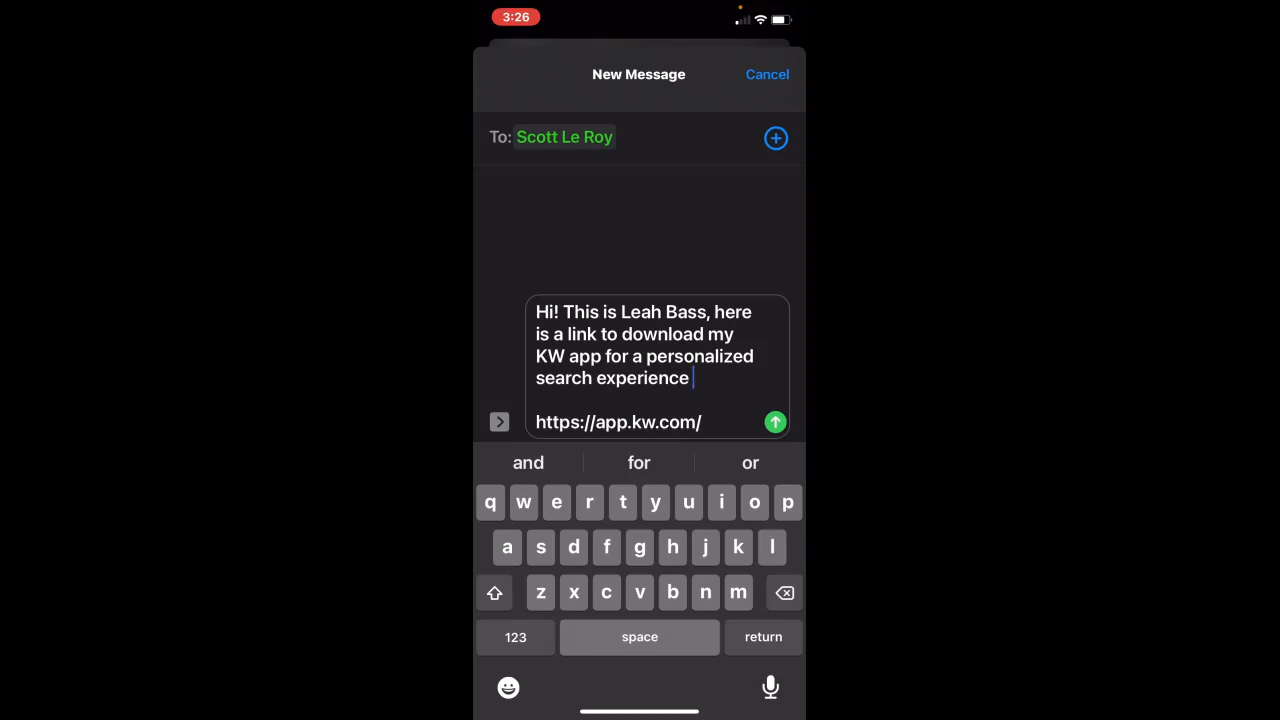 3:26
New Message
Cancel
To: Scott Le Roy
Hi! This is Leah Bass, here
is a link to download my
KW app for a personalized
search experience
https://app.kw.com/
and
for
or
q w e r t y u i o p
a s d f g h j k l
z x c v b n m
123
space
return